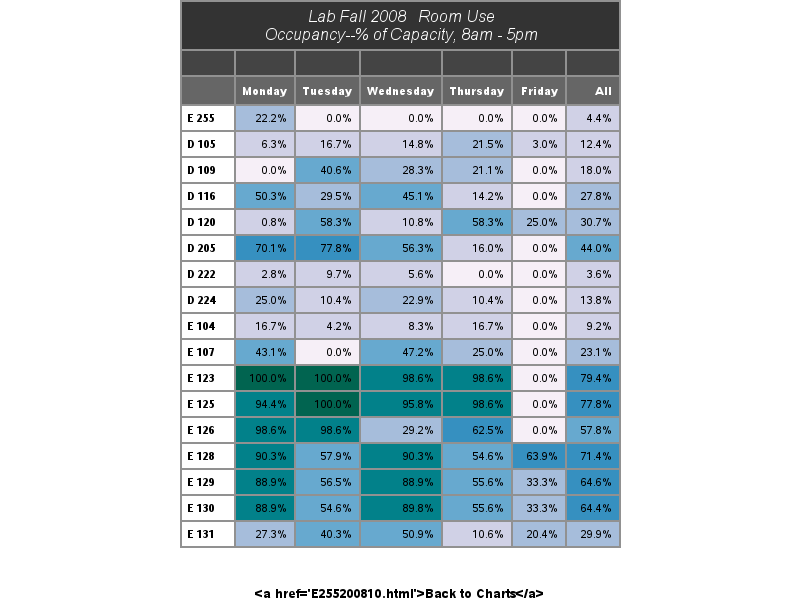 Lab Fall 2008   Room Use
Occupancy--% of Capacity, 8am - 5pm
Monday Tuesday Wednesday Thursday Friday All
E 255 22.2% 0.0% 0.0% 0.0% 0.0% 4.4%
D 105 6.3% 16.7% 14.8% 21.5% 3.0% 12.4%
D 109 0.0% 40.6% 28.3% 21.1% 0.0% 18.0%
D 116 50.3% 29.5% 45.1% 14.2% 0.0% 27.8%
D 120 0.8% 58.3% 10.8% 58.3% 25.0% 30.7%
D 205 70.1% 77.8% 56.3% 16.0% 0.0% 44.0%
D 222 2.8% 9.7% 5.6% 0.0% 0.0% 3.6%
D 224 25.0% 10.4% 22.9% 10.4% 0.0% 13.8%
E 104 16.7% 4.2% 8.3% 16.7% 0.0% 9.2%
E 107 43.1% 0.0% 47.2% 25.0% 0.0% 23.1%
E 123 100.0% 100.0% 98.6% 98.6% 0.0% 79.4%
E 125 94.4% 100.0% 95.8% 98.6% 0.0% 77.8%
E 126 98.6% 98.6% 29.2% 62.5% 0.0% 57.8%
E 128 90.3% 57.9% 90.3% 54.6% 63.9% 71.4%
E 129 88.9% 56.5% 88.9% 55.6% 33.3% 64.6%
E 130 88.9% 54.6% 89.8% 55.6% 33.3% 64.4%
E 131 27.3% 40.3% 50.9% 10.6% 20.4% 29.9%
<a href='E255200810.html'>Back to Charts</a>